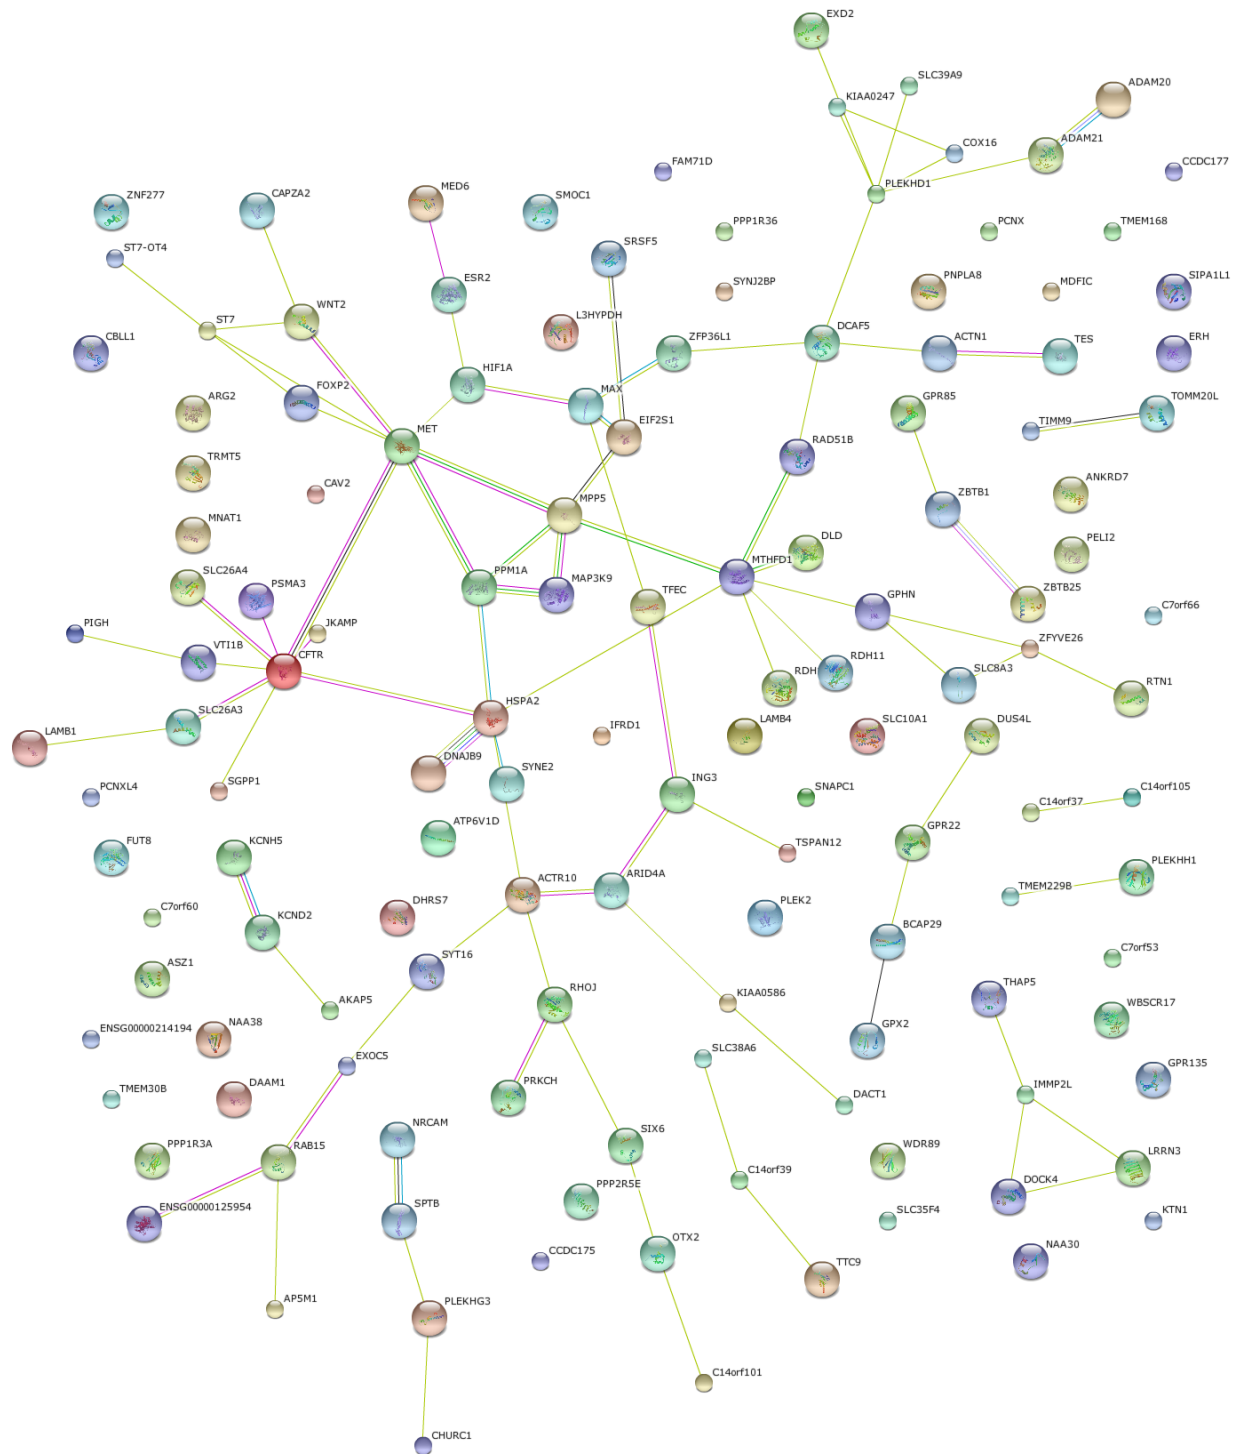 EXD2
SLC39A9
ADAM20
KIAA0247
ADAM21
COX16
FAM71D
CCDC177
PLEKHD1
MED6
CAPZA2
SMOC1
ZNF277
PPP1R36
PCNX
TMEM168
SRSF5
ST7-OT4
ESR2
SYNJ2BP
PNPLA8
MDFIC
SIPA1L1
WNT2
L3HYPDH
ST7
ZFP36L1
DCAF5
ACTN1
TES
ERH
CBLL1
HIF1A
FOXP2
MAX
ARG2
GPR85
TOMM20L
TIMM9
MET
EIF2S1
RAD51B
TRMT5
CAV2
ZBTB1
ANKRD7
MPP5
MNAT1
PELI2
DLD
MTHFD1
SLC26A4
PSMA3
PPM1A
MAP3K9
TFEC
ZBTB25
GPHN
C7orf66
PIGH
JKAMP
VTI1B
CFTR
ZFYVE26
RDH11
SLC8A3
RDH
RTN1
HSPA2
SLC26A3
LAMB1
IFRD1
LAMB4
SLC10A1
DUS4L
DNAJB9
SYNE2
SGPP1
PCNXL4
ING3
SNAPC1
C14orf37
C14orf105
ATP6V1D
FUT8
KCNH5
TSPAN12
GPR22
PLEKHH1
ACTR10
ARID4A
TMEM229B
C7orf60
KCND2
DHRS7
PLEK2
BCAP29
SYT16
C7orf53
ASZ1
AKAP5
RHOJ
KIAA0586
THAP5
WBSCR17
ENSG00000214194
NAA38
GPX2
EXOC5
SLC38A6
GPR135
TMEM30B
DAAM1
PRKCH
DACT1
IMMP2L
NRCAM
SIX6
PPP1R3A
RAB15
WDR89
LRRN3
C14orf39
DOCK4
PPP2R5E
ENSG00000125954
SPTB
SLC35F4
KTN1
CCDC175
OTX2
TTC9
NAA30
AP5M1
PLEKHG3
C14orf101
CHURC1